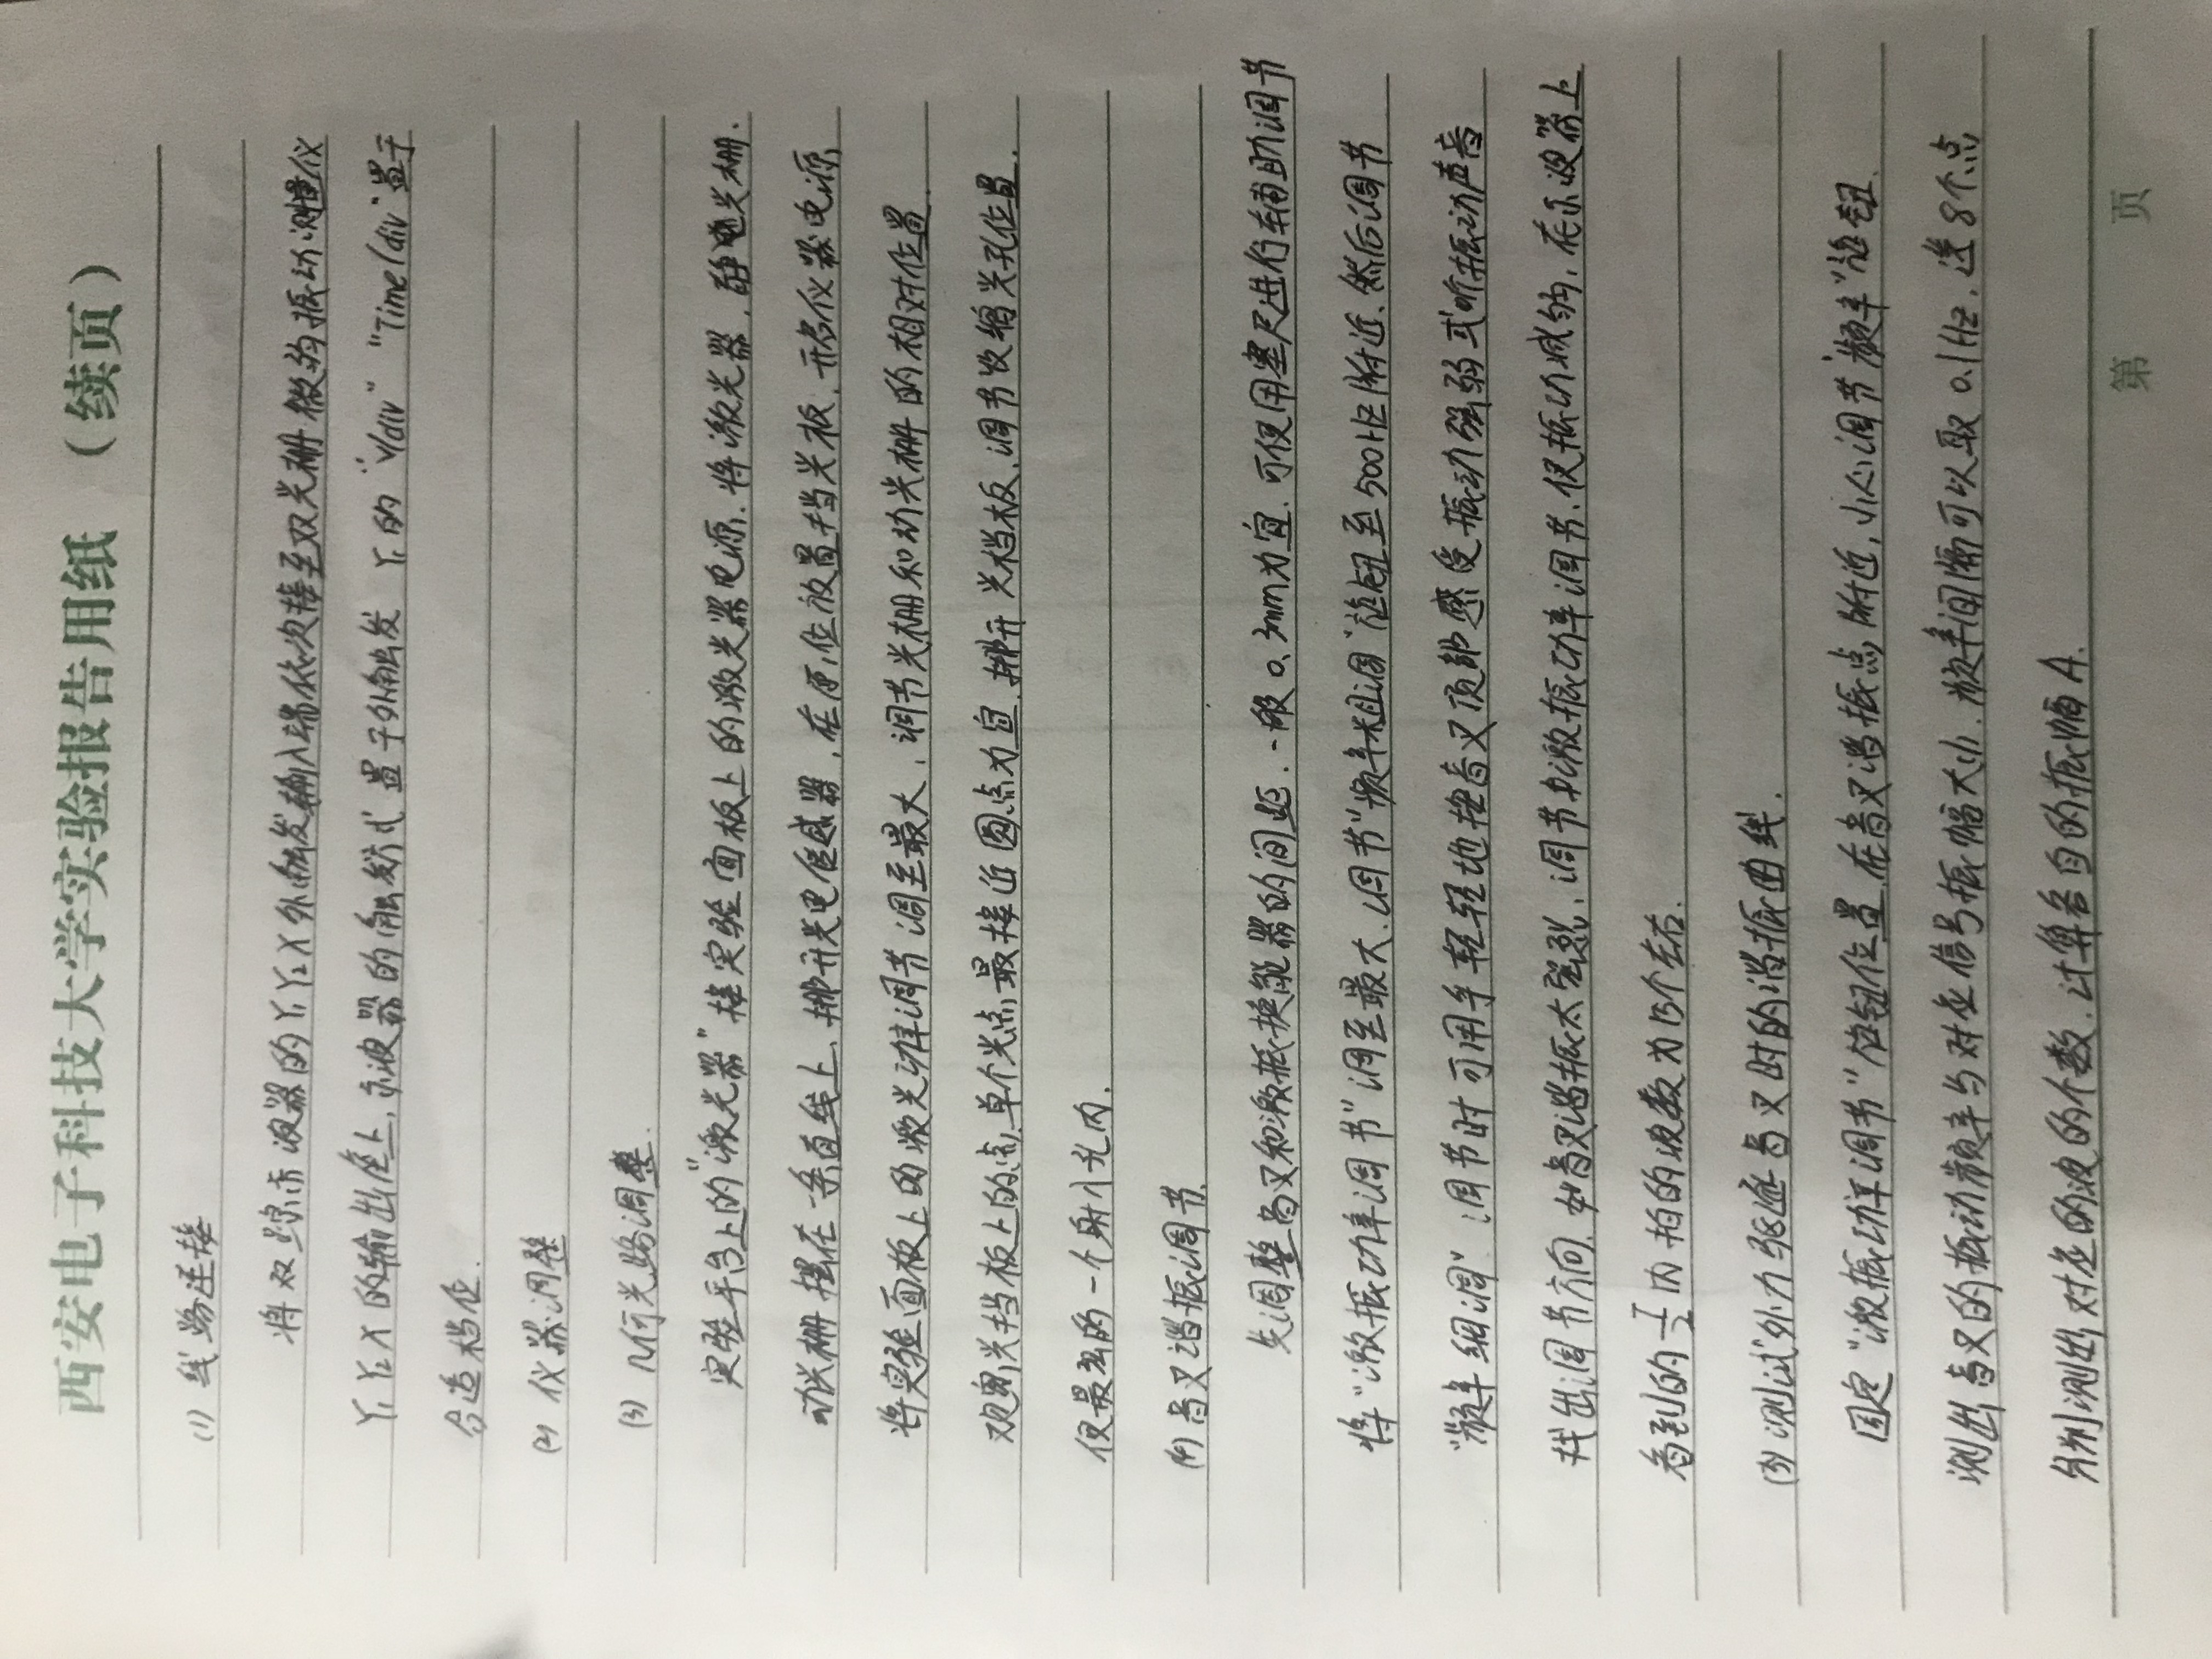 西安电子科技大学实验报告用纸 （续页）
(1) 线路连接
将双踪示波器的Y₁Y₂X外触发输入端依次接至双光栅微弱振动测量仪
Y₁Y₂X的输出座上，示波器的触发方式置于外触发 Y₁的"V/div" "Time/div"置于
合适档位.
(2) 仪器调整
(3) 几何光路调整.
实验平台上的"激光器"接实验面板上的激光器电源.将激光器，静光栅.
动光栅摆在一条直线上、挪开光电传感器，在原位放置挡光板，开启仪器电源,
将实验面板上的激光功率调节调至最大，调节光栅和动光栅的相对位置.
观察光挡板上的点,单个光点最接近圆点为宜.挪开光档板,调节收缩光孔位置.
使最强的一个射小孔内.
(4) 音叉谐振调节.
先调整音叉和激振换能器的间距.一般0.3mm为宜.可使用塞尺进行辅助调节
将"激振功率调节"调至最大.调节"频率粗调"旋钮至500HZ附近、然后调节
"频率细调" 调节时可用手轻轻地按音叉顶部感受振动强弱或听振动声音
找出调节方向.如音叉谐振太强烈、调节激振功率调节.使振动减弱，在示波器上
看到的T/2内拍的波数为15个左右.
(5) 测试外力驱逐音叉时的谐振曲线.
固定"激振功率调节"旋钮位置.在音叉谐振点附近，小心调节"频率"旋钮.
测出音叉的振动频率与对应信号振幅大小.频率间隔可以取0.1Hz.选8个点
分别测出对应的波的个数.计算各自的振幅A.
第 页